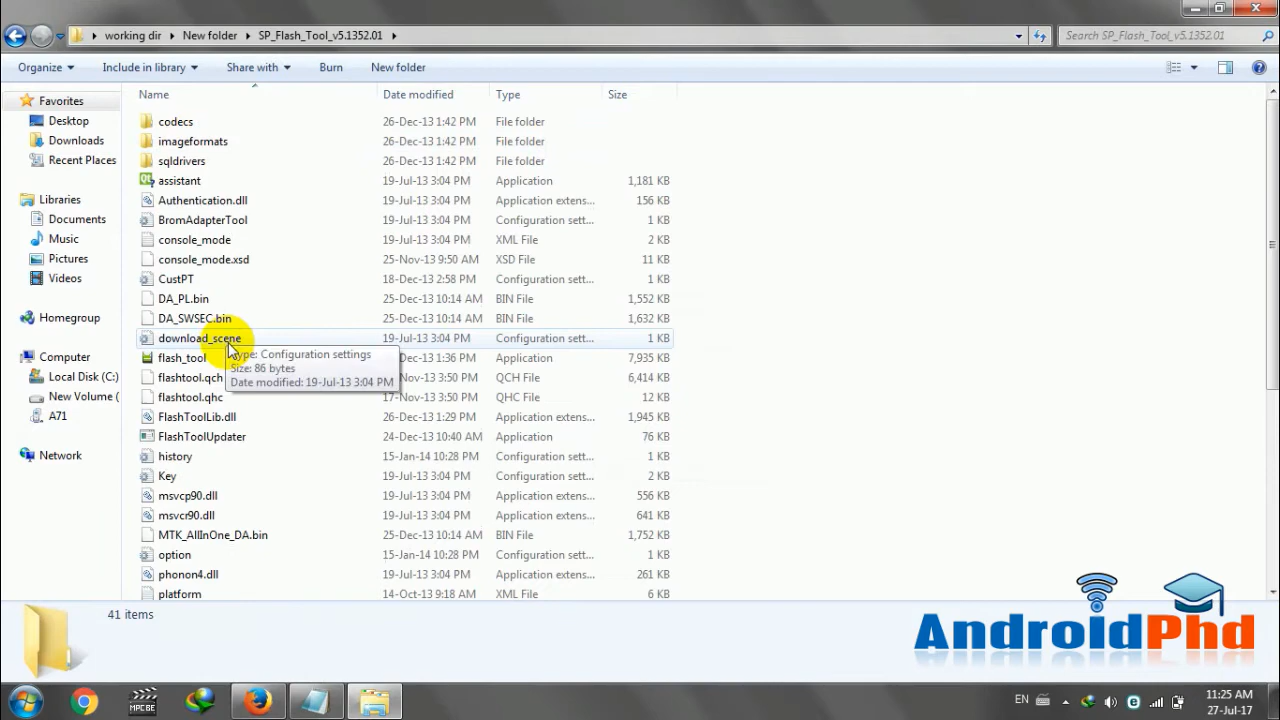 working dir ▸ New folder ▸ SP_Flash_Tool_v5.1352.01 ▸
Search SP_Flash_Tool_v5.1352.01
Organize Include in library Share with Burn New folder
Name Date modified Type Size
Favorites
Desktop
Downloads
Recent Places
Libraries
Documents
Music
Pictures
Videos
Homegroup
Computer
Local Disk (C:)
New Volume (
A71
Network
codecs 26-Dec-13 1:42 PM File folder
imageformats 26-Dec-13 1:42 PM File folder
sqldrivers 26-Dec-13 1:42 PM File folder
assistant 19-Jul-13 3:04 PM Application 1,181 KB
Authentication.dll 19-Jul-13 3:04 PM Application extens... 156 KB
BromAdapterTool 19-Jul-13 3:04 PM Configuration sett... 1 KB
console_mode 19-Jul-13 3:04 PM XML File 2 KB
console_mode.xsd 25-Nov-13 9:50 AM XSD File 11 KB
CustPT 18-Dec-13 2:58 PM Configuration sett... 1 KB
DA_PL.bin 25-Dec-13 10:14 AM BIN File 1,552 KB
DA_SWSEC.bin 25-Dec-13 10:14 AM BIN File 1,632 KB
download_scene 19-Jul-13 3:04 PM Configuration sett... 1 KB
flash_tool Dec-13 1:36 PM Application 7,935 KB
flashtool.qch Nov-13 3:50 PM QCH File 6,414 KB
flashtool.qhc 17-Nov-13 3:50 PM QHC File 12 KB
FlashToolLib.dll 26-Dec-13 1:29 PM Application extens... 1,945 KB
FlashToolUpdater 24-Dec-13 10:40 AM Application 76 KB
history 15-Jan-14 10:28 PM Configuration sett... 1 KB
Key 19-Jul-13 3:04 PM Configuration sett... 2 KB
msvcp90.dll 19-Jul-13 3:04 PM Application extens... 556 KB
msvcr90.dll 19-Jul-13 3:04 PM Application extens... 641 KB
MTK_AllInOne_DA.bin 25-Dec-13 10:14 AM BIN File 1,752 KB
option 15-Jan-14 10:28 PM Configuration sett... 1 KB
phonon4.dll 19-Jul-13 3:04 PM Application extens... 261 KB
platform 14-Oct-13 9:18 AM XML File 6 KB
Type: Configuration settings
Size: 86 bytes
Date modified: 19-Jul-13 3:04 PM
41 items
AndroidPhd
MPCBE
EN
11:25 AM
27-Jul-17